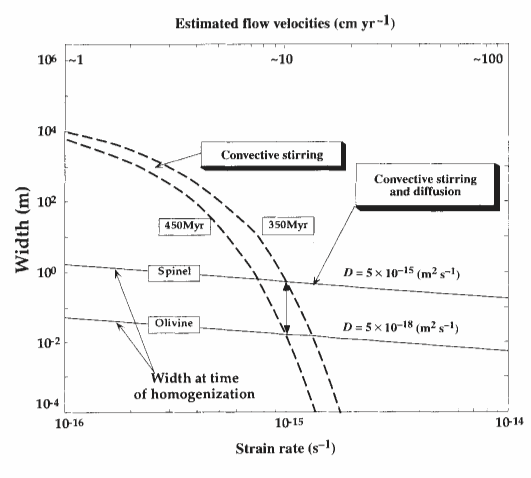 Estimated flow velocities (cm yr⁻¹)
~1 ~10 ~100
10⁶
10⁴
10²
10⁰
10⁻²
10⁻⁴
Width (m)
Convective stirring
Convective stirring
and diffusion
450Myr
350Myr
Spinel
D = 5 × 10⁻¹⁵ (m² s⁻¹)
Olivine
D = 5 × 10⁻¹⁸ (m² s⁻¹)
Width at time
of homogenization
10⁻¹⁶ 10⁻¹⁵ 10⁻¹⁴
Strain rate (s⁻¹)